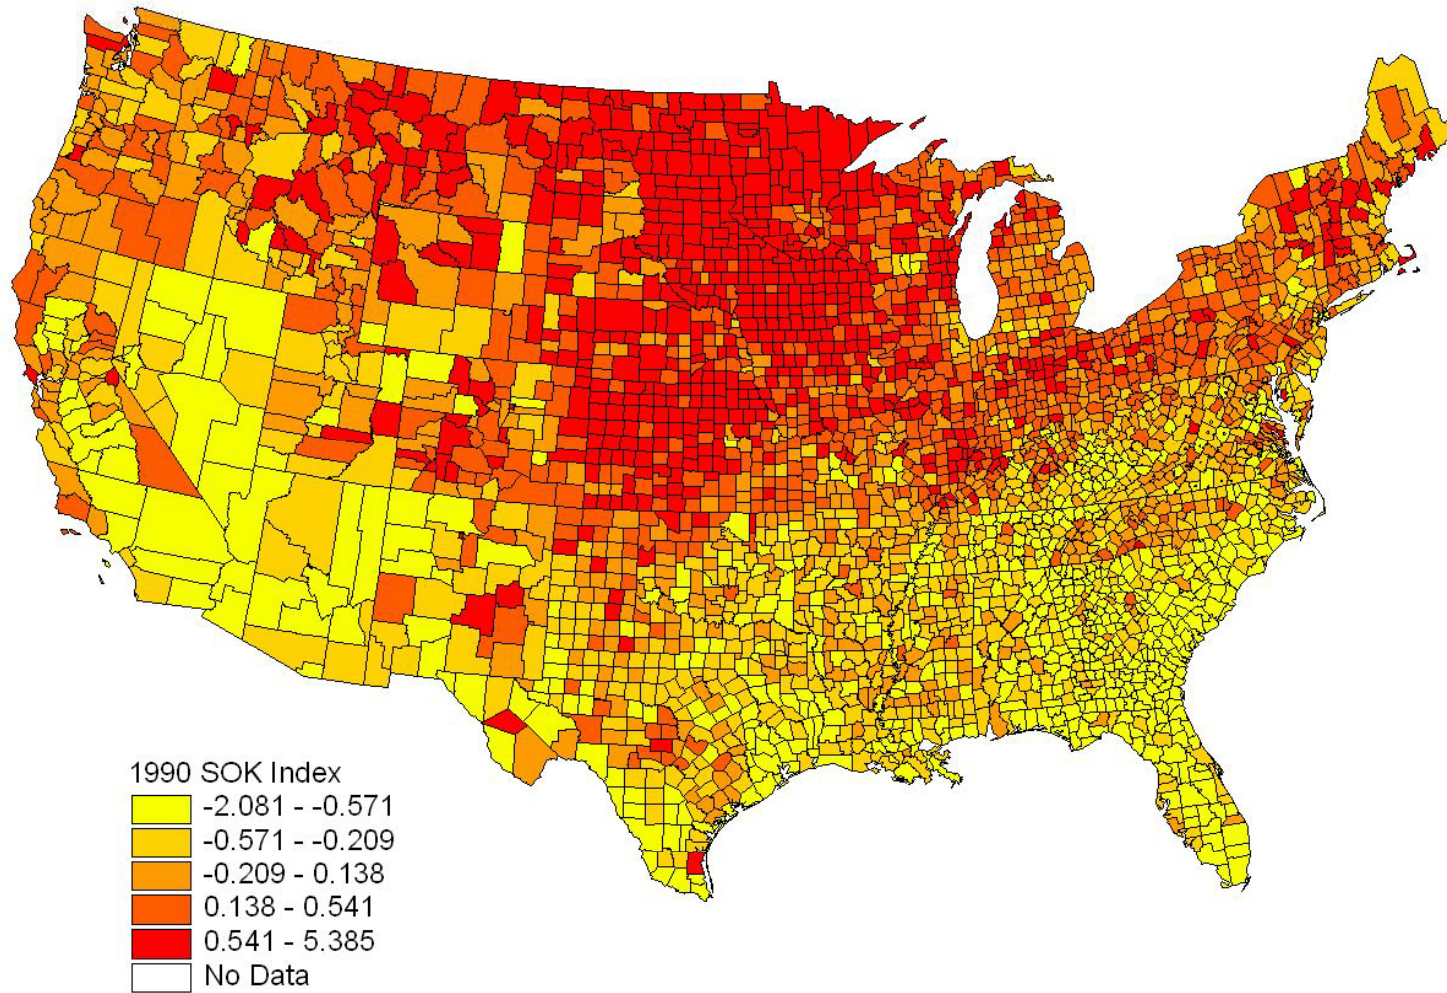 1990 SOK Index
-2.081 - -0.571
-0.571 - -0.209
-0.209 - 0.138
0.138 - 0.541
0.541 - 5.385
No Data